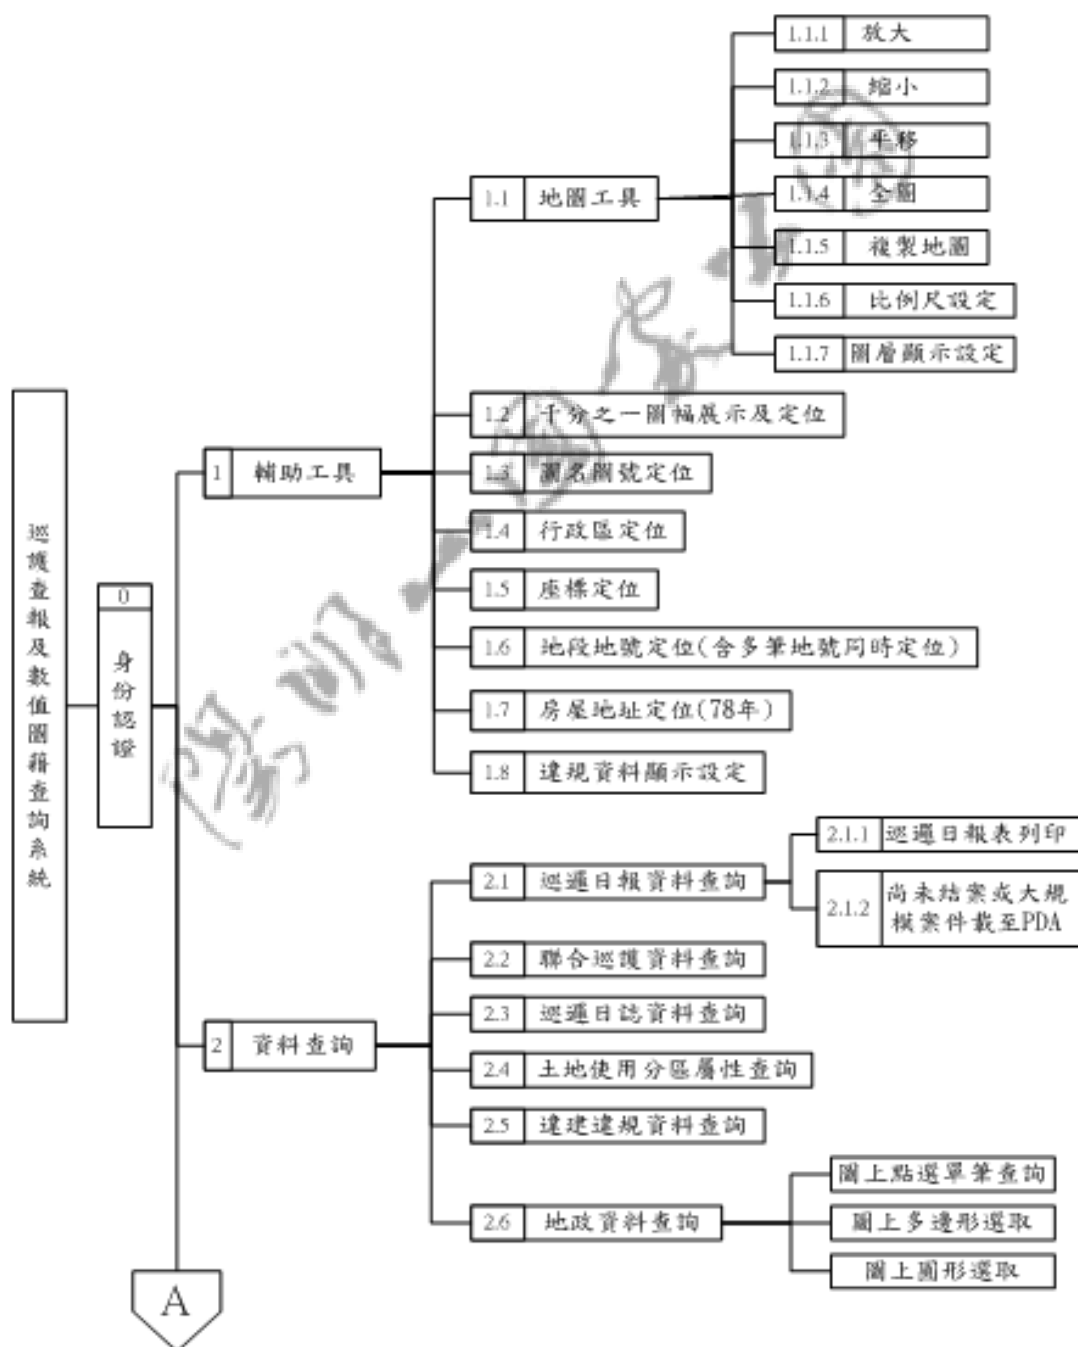 巡護查報及數值圖籍查詢系統
0
身份認證
1 輔助工具
1.1 地圖工具
1.1.1 放大
1.1.2 縮小
1.1.3 平移
1.1.4 全圖
1.1.5 複製地圖
1.1.6 比例尺設定
1.1.7 圖層顯示設定
1.2 千分之一圖幅展示及定位
1.3 圖名圖號定位
1.4 行政區定位
1.5 座標定位
1.6 地段地號定位(含多筆地號同時定位)
1.7 房屋地址定位(78年)
1.8 違規資料顯示設定
2 資料查詢
2.1 巡邏日報資料查詢
2.1.1 巡邏日報表列印
2.1.2 尚未結案或大規
模案件載至PDA
2.2 聯合巡護資料查詢
2.3 巡邏日誌資料查詢
2.4 土地使用分區屬性查詢
2.5 違建違規資料查詢
2.6 地政資料查詢
圖上點選單筆查詢
圖上多邊形選取
圖上圓形選取
A